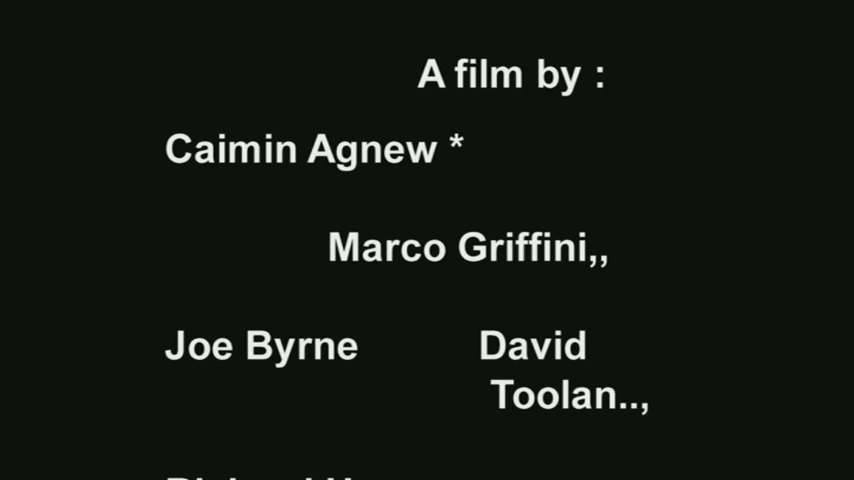 A film by :
Caimin Agnew *
Marco Griffini,,
Joe Byrne David
Toolan..,